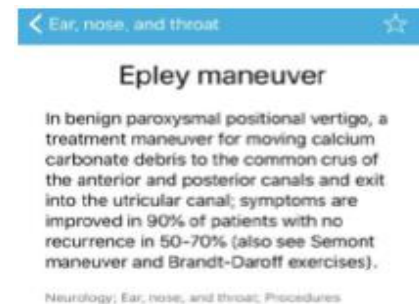 Ear, nose, and throat
Epley maneuver
In benign paroxysmal positional vertigo, a
treatment maneuver for moving calcium
carbonate debris to the common crus of
the anterior and posterior canals and exit
into the utricular canal; symptoms are
improved in 90% of patients with no
recurrence in 50-70% (also see Semont
maneuver and Brandt-Daroff exercises).
Neurology; Ear, nose, and throat; Procedures